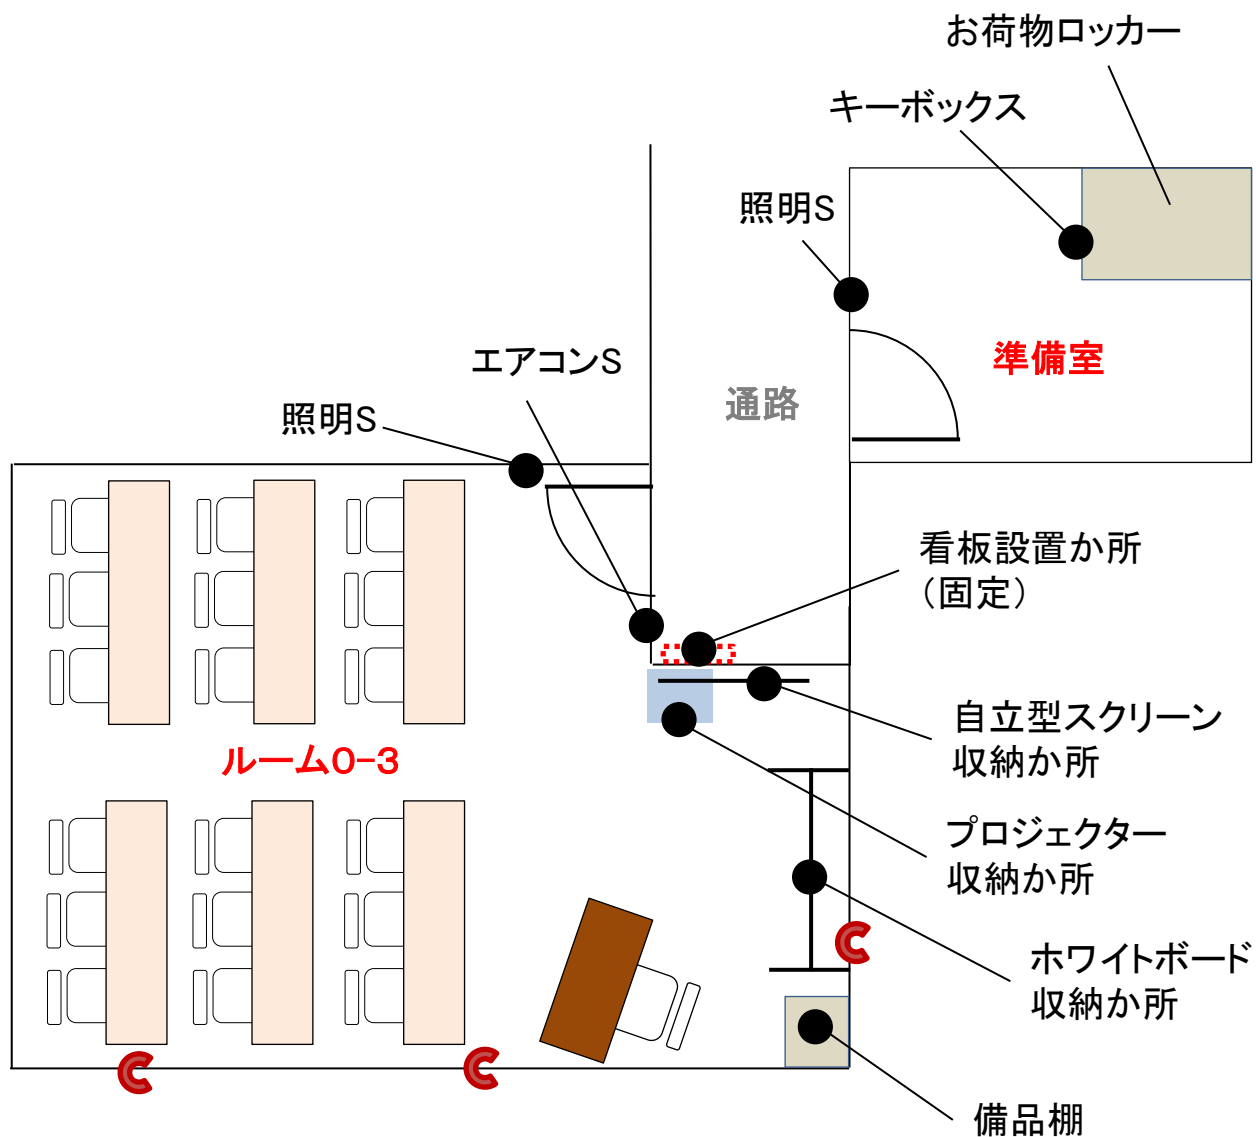 お荷物ロッカー
キーボックス
照明S
準備室
エアコンS
通路
照明S
看板設置か所
（固定）
自立型スクリーン
収納か所
ルーム0-3
プロジェクター
収納か所
ホワイトボード
収納か所
備品棚